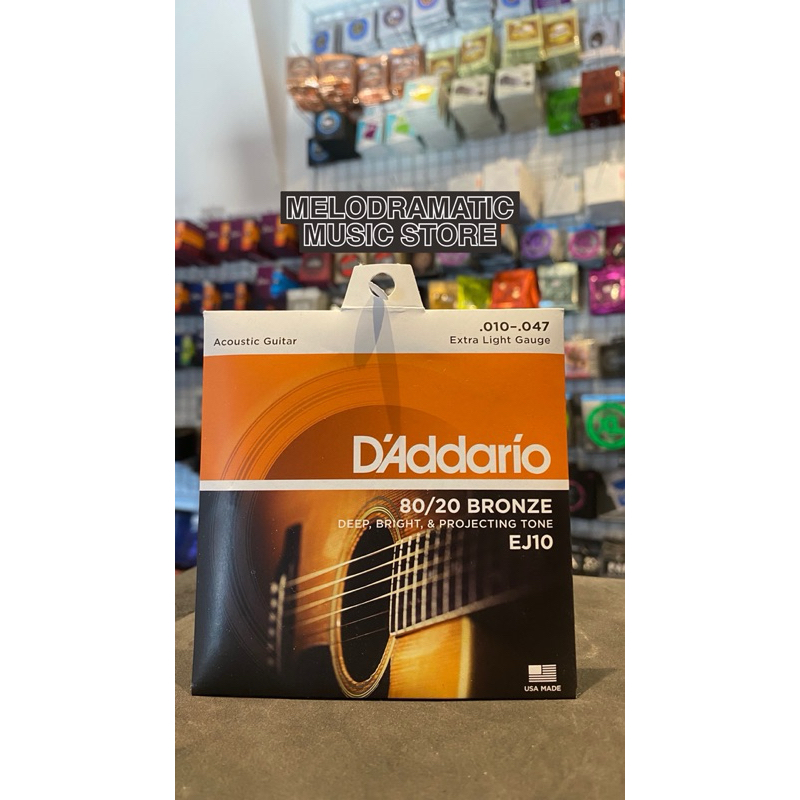 MELODRAMATIC
MUSIC STORE
.010–.047
Acoustic Guitar
Extra Light Gauge
D'Addario
80/20 BRONZE
DEEP, BRIGHT, & PROJECTING TONE
EJ10
USA MADE